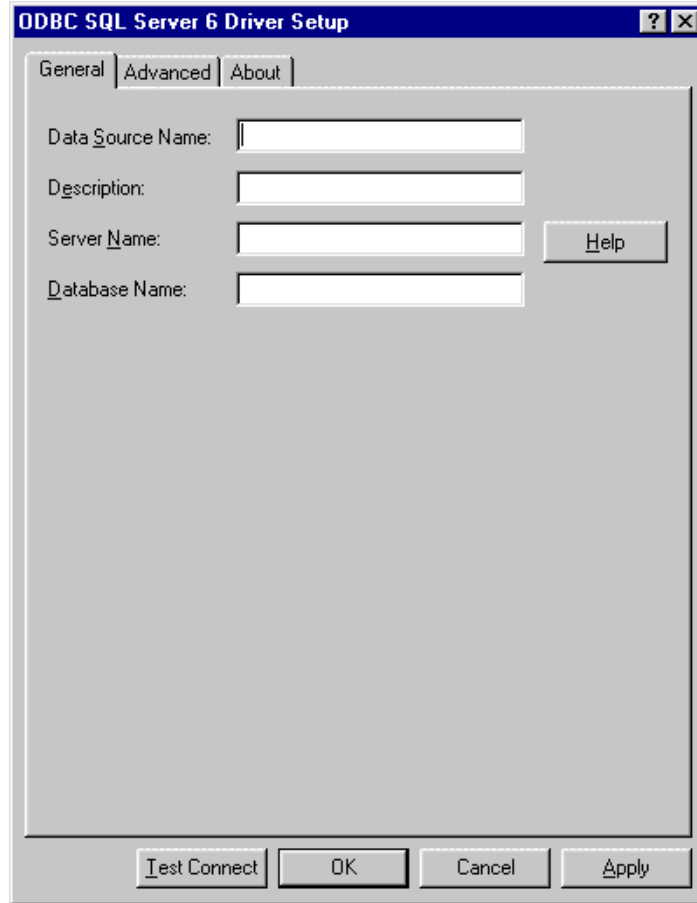 ODBC SQL Server 6 Driver Setup
General Advanced About
Data Source Name:
Description:
Server Name:
Help
Database Name:
Test Connect OK Cancel Apply